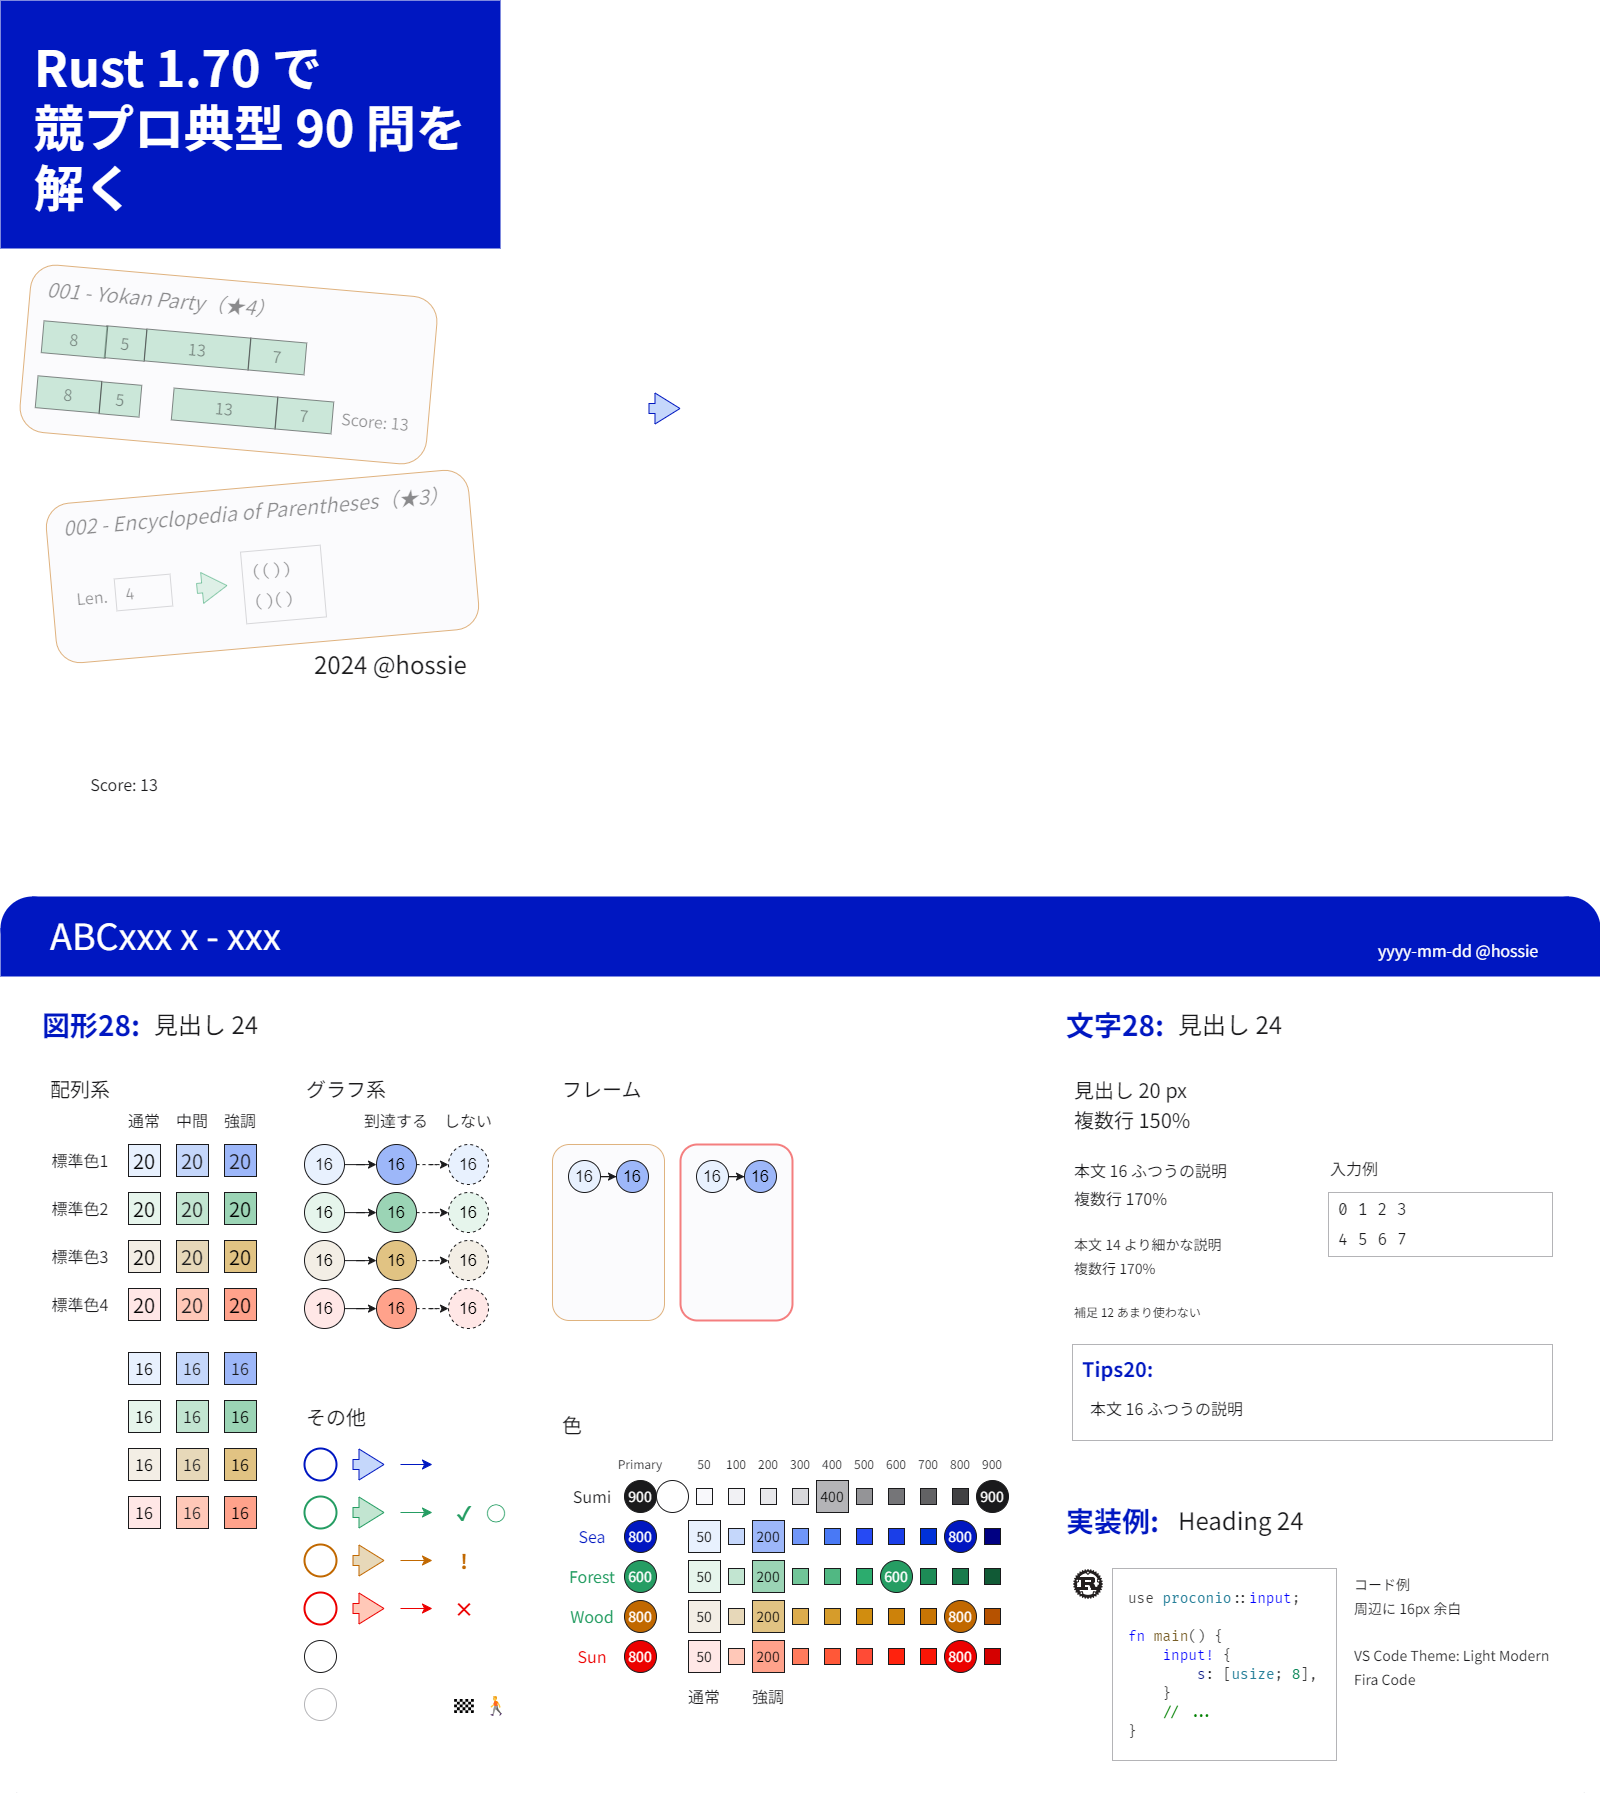 Rust 1.70 で
競プロ典型 90 問を
解く
001 - Yokan Party（★4）
8 5 13 7
8 5 13 7 Score: 13
002 - Encyclopedia of Parentheses（★3）
(())
Len. 4
()()
2024 @hossie
Score: 13
ABCxxx x - xxx
yyyy-mm-dd @hossie
図形28: 見出し 24
配列系
通常 中間 強調
標準色1 20 20 20
標準色2 20 20 20
標準色3 20 20 20
標準色4 20 20 20
16 16 16
16 16 16
16 16 16
16 16 16
グラフ系
到達する しない
16 16 16
16 16 16
16 16 16
16 16 16
その他
!
フレーム
16 16 16 16
色
Primary 50 100 200 300 400 500 600 700 800 900
Sumi 900 400 900
Sea 800 50 200 800
Forest 600 50 200 600
Wood 800 50 200 800
Sun 800 50 200 800
通常 強調
文字28: 見出し 24
見出し 20 px
複数行 150%
本文 16 ふつうの説明
複数行 170%
本文 14 より細かな説明
複数行 170%
補足 12 あまり使わない
入力例
0 1 2 3
4 5 6 7
Tips20:
本文 16 ふつうの説明
実装例: Heading 24
R
use proconio::input;
fn main() {
input! {
s: [usize; 8],
}
// ...
}
コード例
周辺に 16px 余白
VS Code Theme: Light Modern
Fira Code